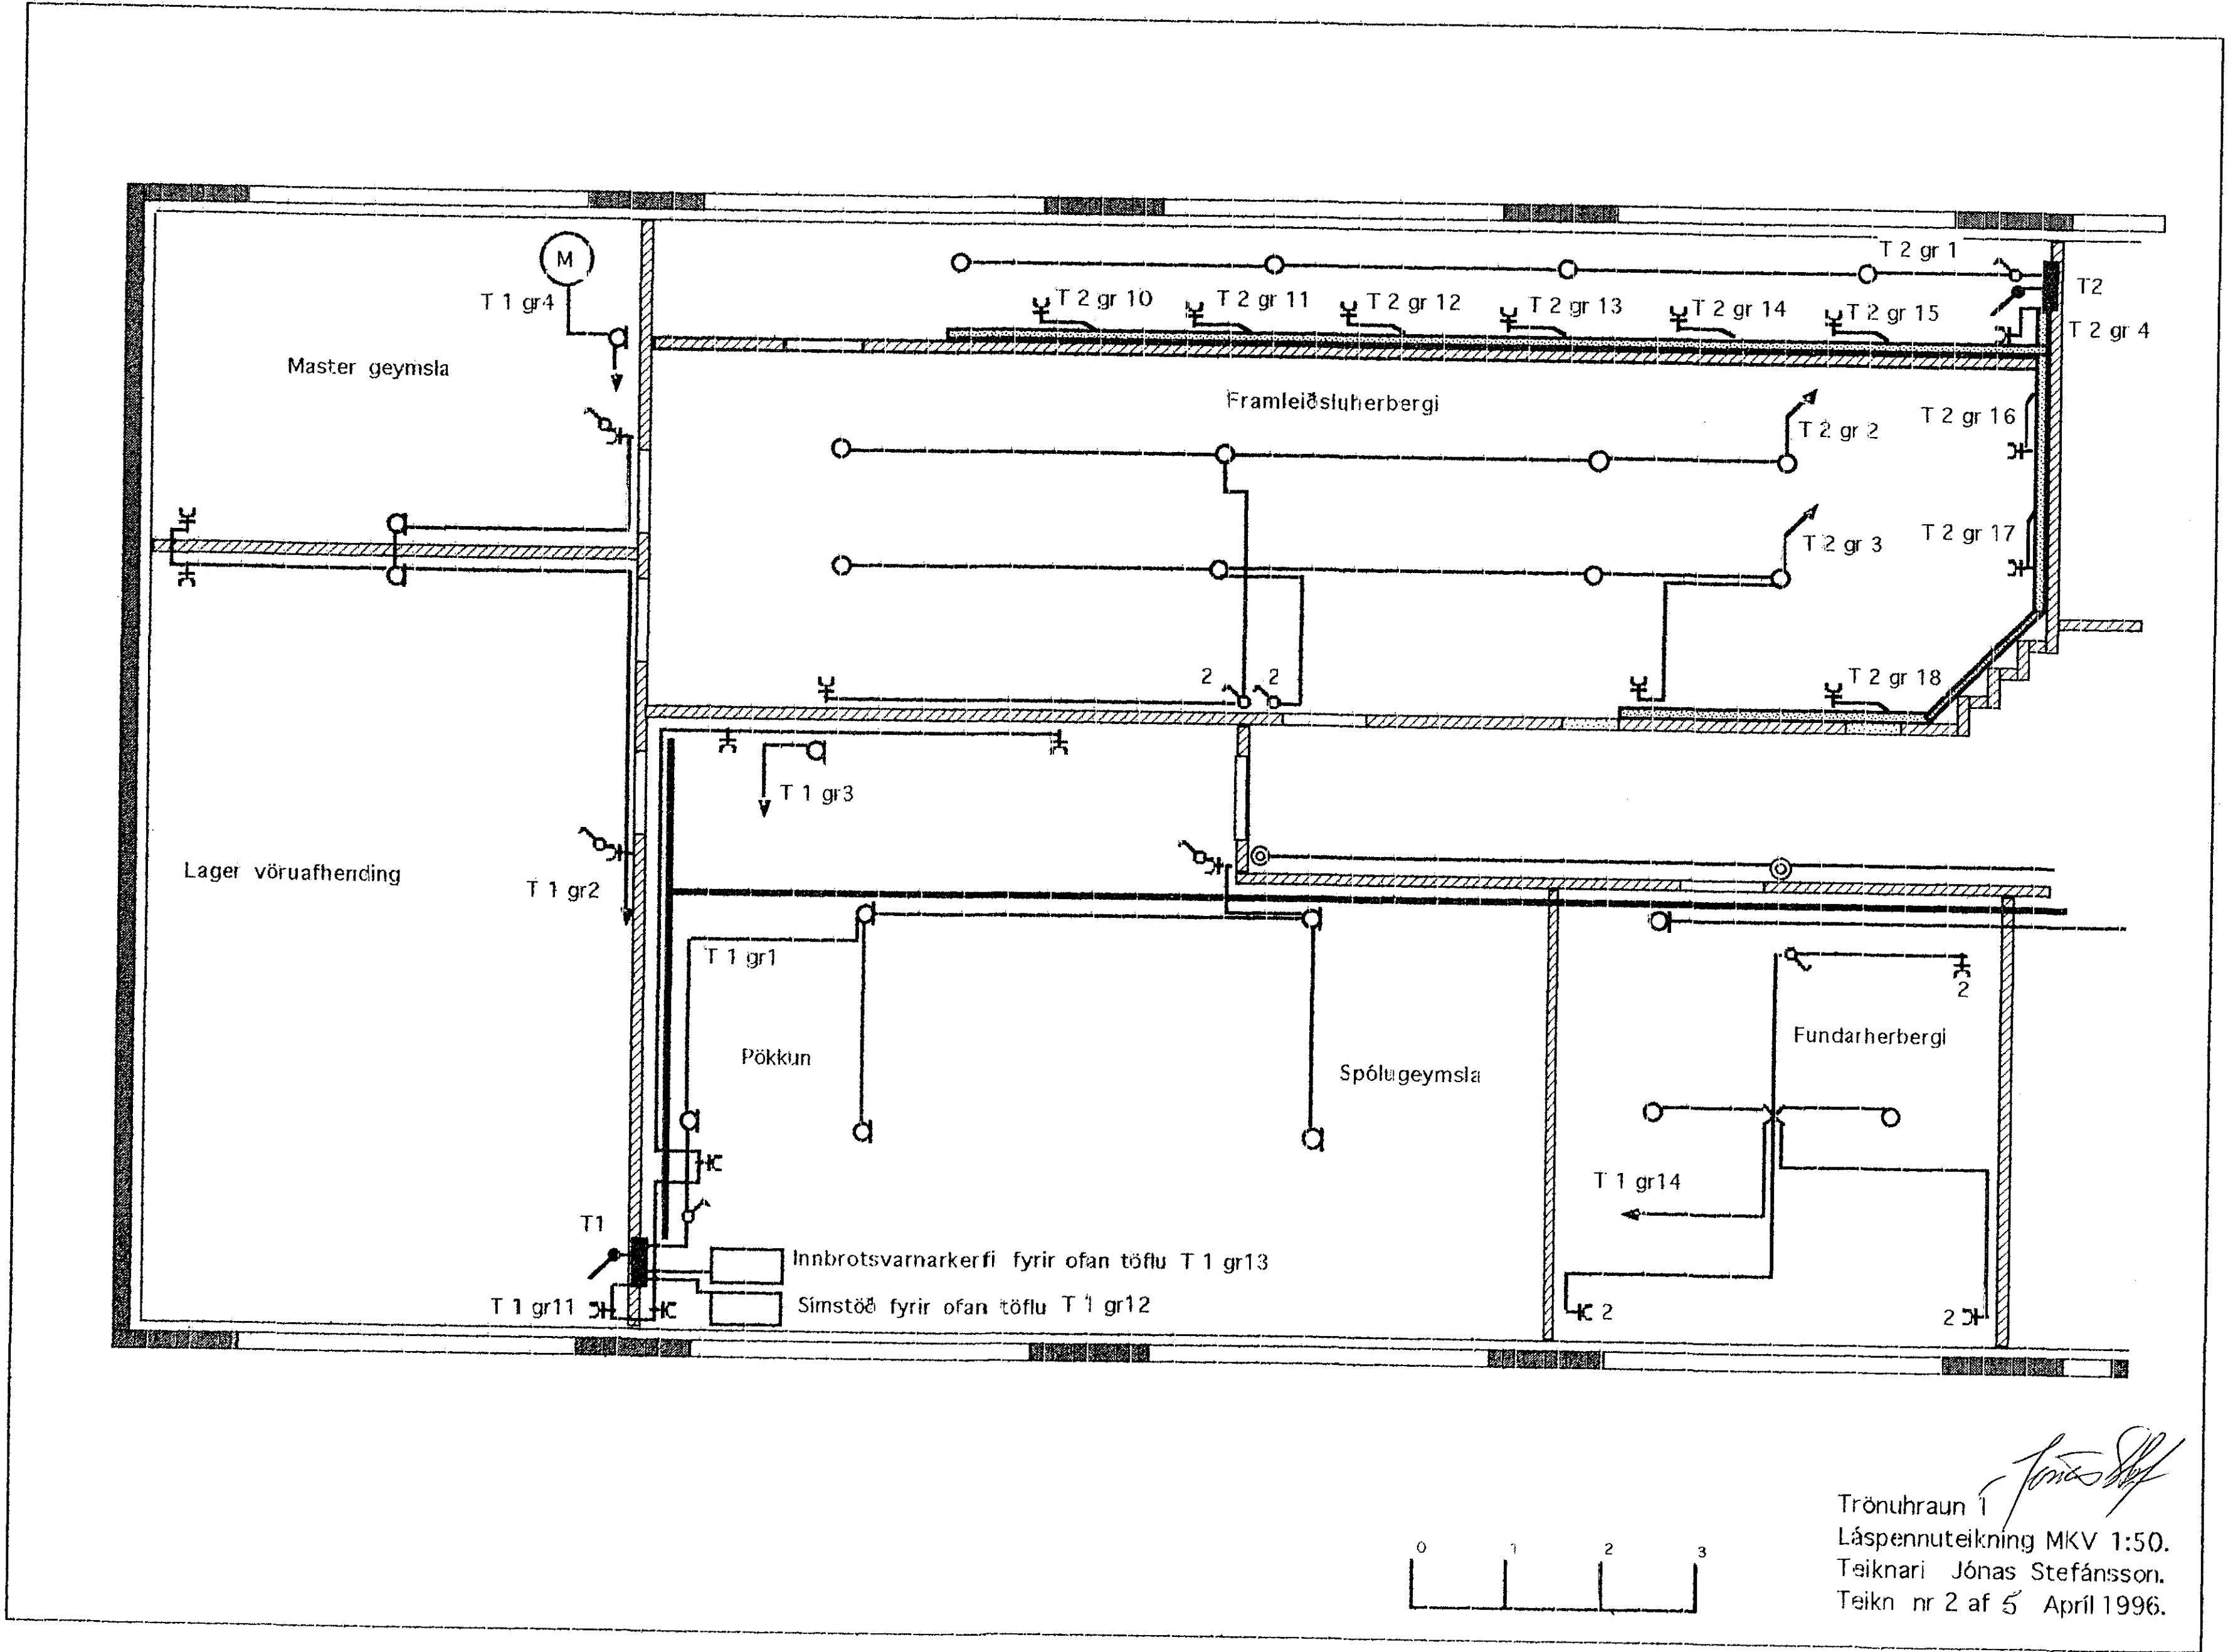 T 2 gr 1
M
T 1 gr4
T 2 gr 10
T 2 gr 11
T 2 gr 12
T 2 gr 13
T 2 gr 14
T 2 gr 15
T2
T 2 gr 4
Master geymsla
Framleiðsluherbergi
T 2 gr 2
T 2 gr 16
T 2 gr 3
T 2 gr 17
2
2
T 2 gr 18
T 1 gr3
Lager vöruafhending
T 1 gr2
T 1 gr1
2
Pökkun
Spólugeymsla
Fundarherbergi
T 1 gr14
T1
Innbrotsvarnarkerfi fyrir ofan töflu T 1 gr13
T 1 gr11
Símstöð fyrir ofan töflu T 1 gr12
2
2
0 1 2 3
Trönuhraun 1
Láspennuteikning MKV 1:50.
Teiknari Jónas Stefánsson.
Teikn nr 2 af 5 Apríl 1996.